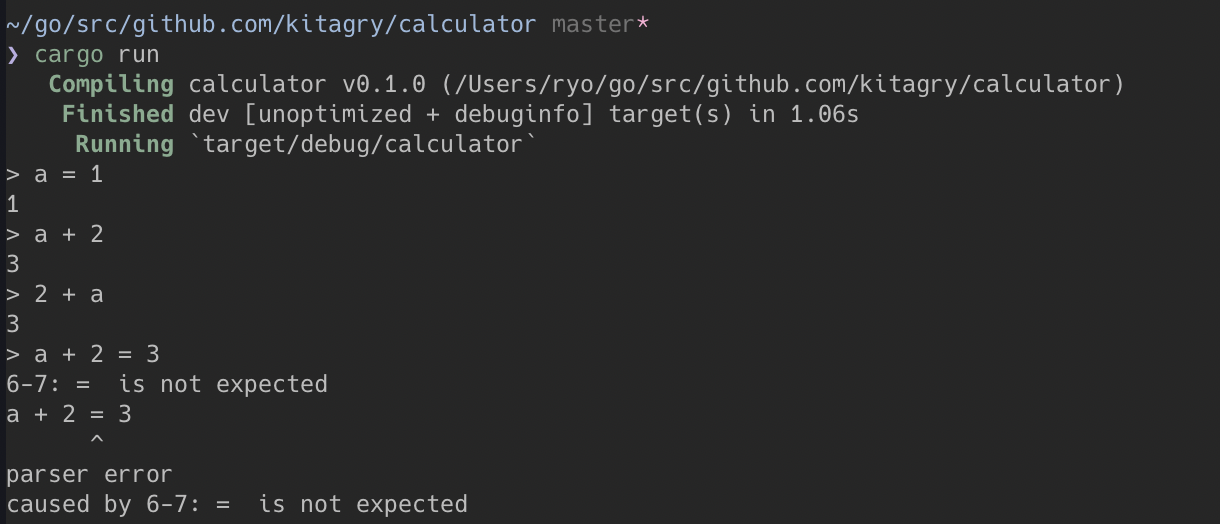 ~/go/src/github.com/kitagry/calculator master*
❯ cargo run
   Compiling calculator v0.1.0 (/Users/ryo/go/src/github.com/kitagry/calculator)
    Finished dev [unoptimized + debuginfo] target(s) in 1.06s
     Running `target/debug/calculator`
> a = 1
1
> a + 2
3
> 2 + a
3
> a + 2 = 3
6-7: =  is not expected
a + 2 = 3
      ^
parser error
caused by 6-7: =  is not expected